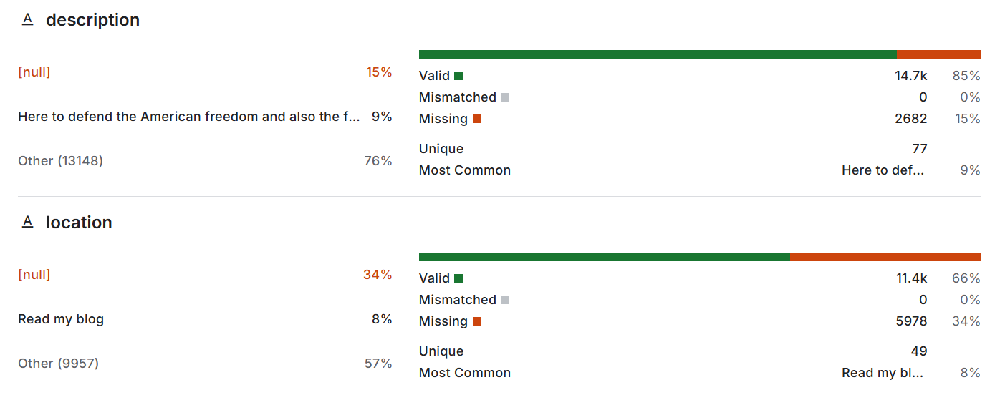 A description
[null] 15%
Here to defend the American freedom and also the f... 9%
Other (13148) 76%
Valid 14.7k 85%
Mismatched 0 0%
Missing 2682 15%
Unique 77
Most Common Here to def... 9%
A location
[null] 34%
Read my blog 8%
Other (9957) 57%
Valid 11.4k 66%
Mismatched 0 0%
Missing 5978 34%
Unique 49
Most Common Read my bl... 8%